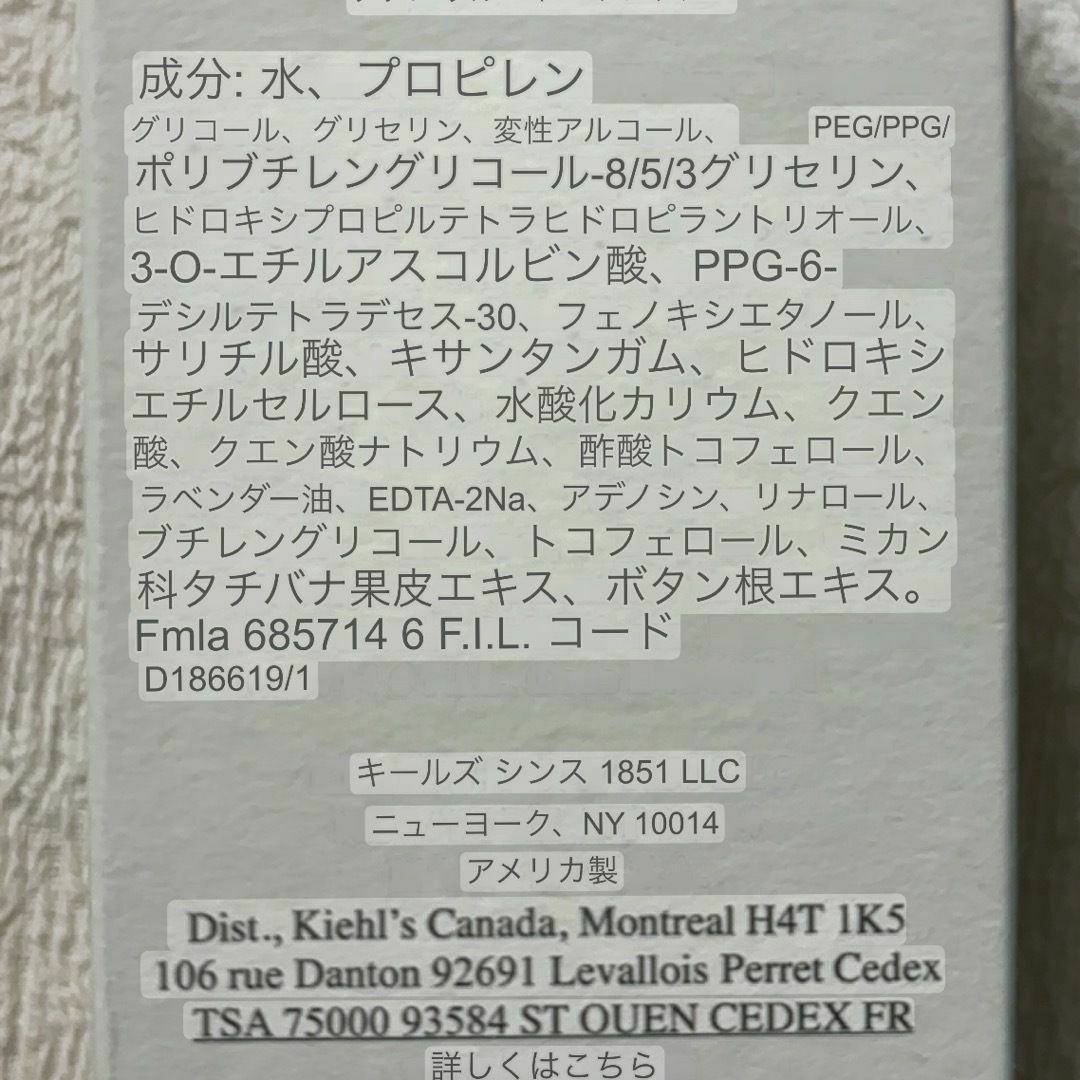 成分: 水、プロピレン
グリコール、グリセリン、変性アルコール、 PEG/PPG/
ポリブチレングリコール-8/5/3グリセリン、
ヒドロキシプロピルテトラヒドロピラントリオール、
3-O-エチルアスコルビン酸、PPG-6-
デシルテトラデセス-30、フェノキシエタノール、
サリチル酸、キサンタンガム、ヒドロキシ
エチルセルロース、水酸化カリウム、クエン
酸、クエン酸ナトリウム、酢酸トコフェロール、
ラベンダー油、EDTA-2Na、アデノシン、リナロール、
ブチレングリコール、トコフェロール、ミカン
科タチバナ果皮エキス、ボタン根エキス。
Fmla 685714 6 F.I.L. コード
D186619/1
キールズ シンス 1851 LLC
ニューヨーク、NY 10014
アメリカ製
Dist., Kiehl's Canada, Montreal H4T 1K5
106 rue Danton 92691 Levallois Perret Cedex
TSA 75000 93584 ST OUEN CEDEX FR
詳しくはこちら